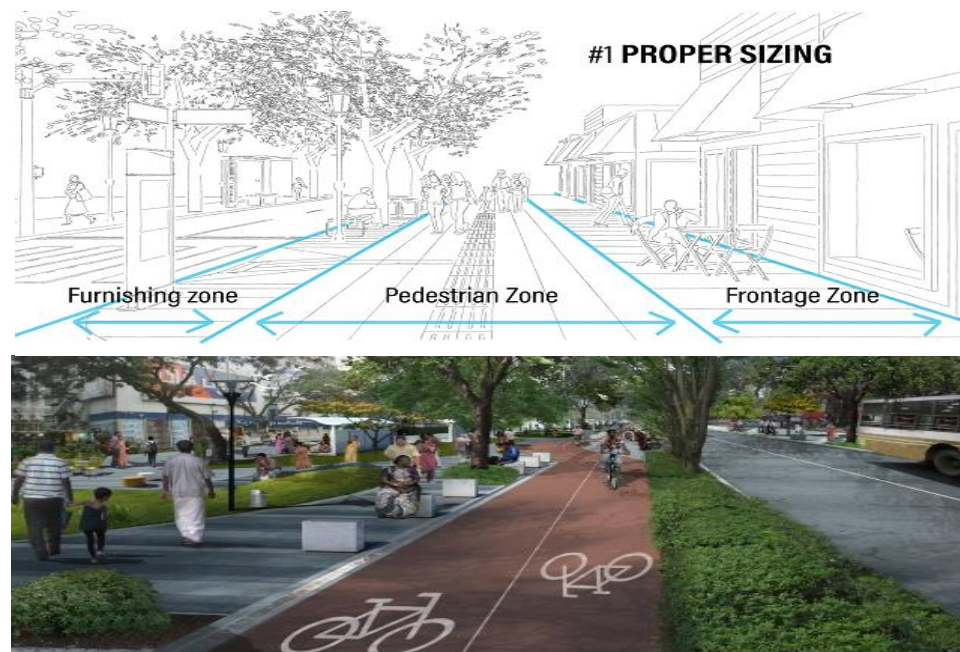 #1 PROPER SIZING
Furnishing zone
Pedestrian Zone
Frontage Zone